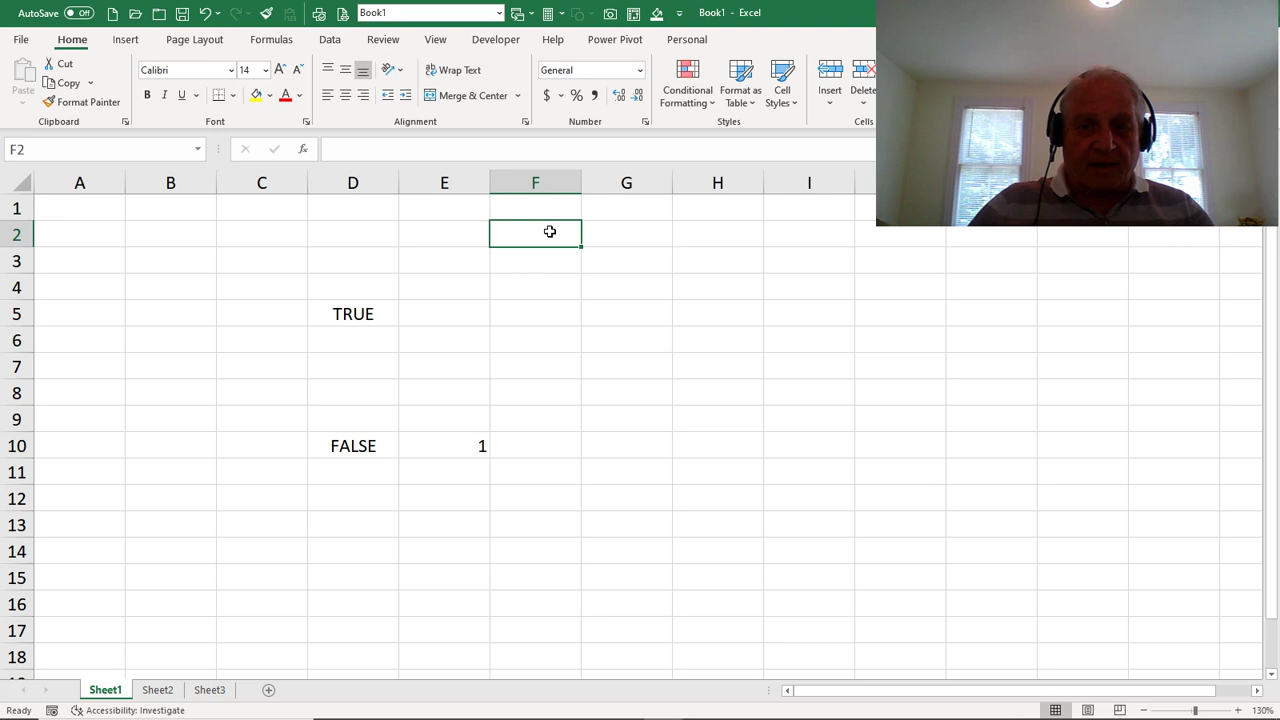 AutoSave Off Book1 Book1 - Excel
File Home Insert Page Layout Formulas Data Review View Developer Help Power Pivot Personal
Paste Cut Copy Format Painter Clipboard
Calibri 14 A A B I U A Font
Wrap Text Merge & Center Alignment
General $ % Number
Conditional Formatting Format as Table Cell Styles Styles
Insert Delete Cells
F2 fx
A B C D E F G H I
1
2
3
4
5 TRUE
6
7
8
9
10 FALSE 1
11
12
13
14
15
16
17
18
Sheet1 Sheet2 Sheet3
Ready Accessibility: Investigate 130%